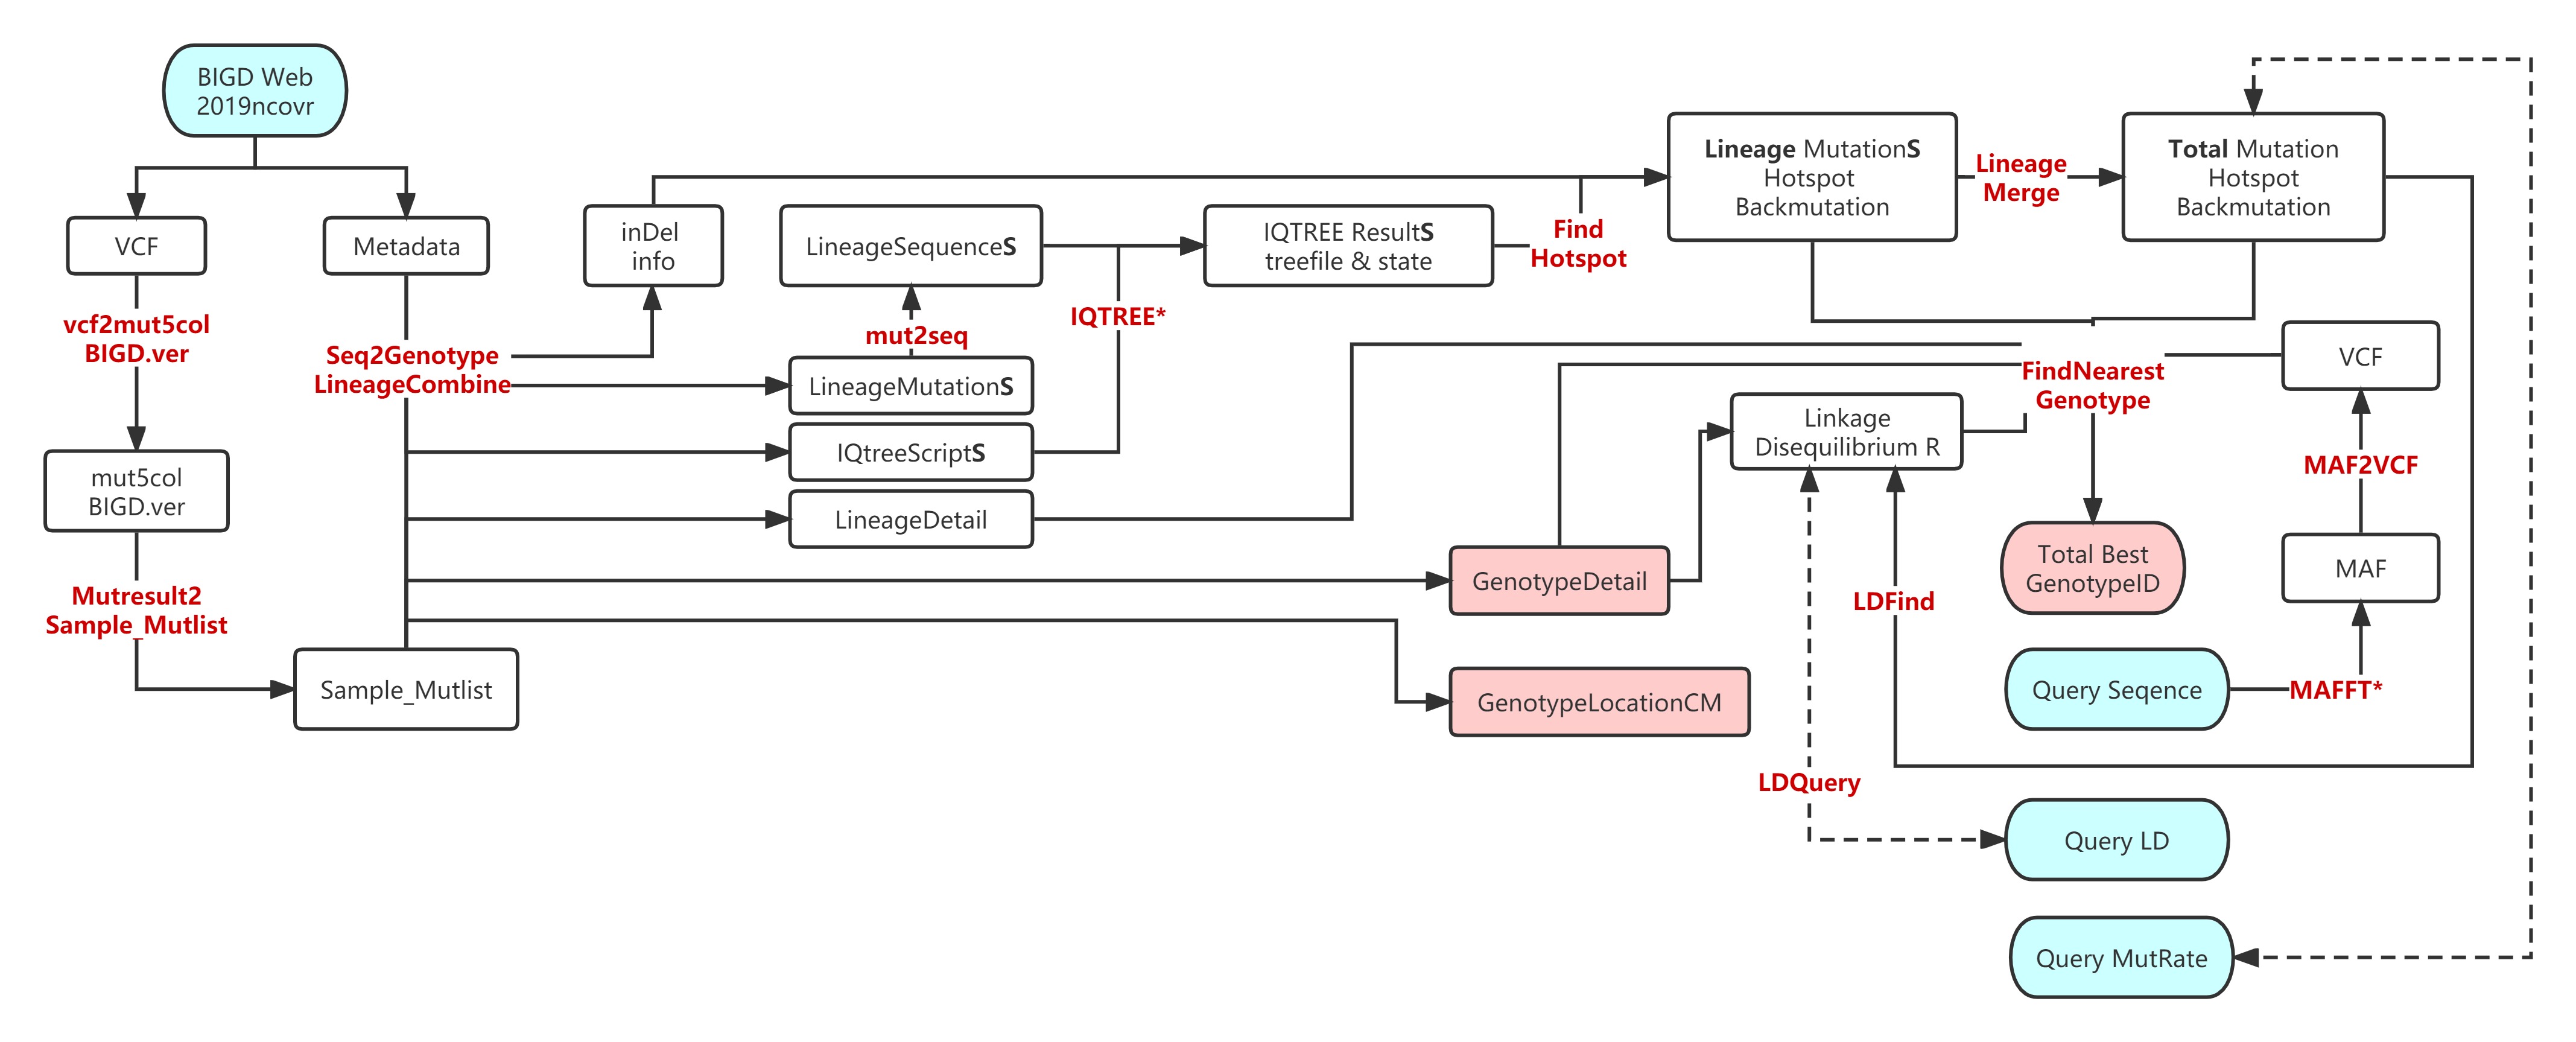 BIGD Web
2019ncovr
VCF
Metadata
vcf2mut5col
BIGD.ver
mut5col
BIGD.ver
Mutresult2
Sample_Mutlist
Sample_Mutlist
Seq2Genotype
LineageCombine
inDel
info
LineageSequenceS
mut2seq
LineageMutationS
IQtreeScriptS
LineageDetail
IQTREE*
IQTREE ResultS
treefile & state
Find
Hotspot
Lineage MutationS
Hotspot
Backmutation
Lineage
Merge
Total Mutation
Hotspot
Backmutation
GenotypeDetail
GenotypeLocationCM
Linkage
Disequilibrium R
FindNearest
Genotype
VCF
MAF2VCF
MAF
MAFFT*
Total Best
GenotypeID
Query Seqence
LDFind
LDQuery
Query LD
Query MutRate